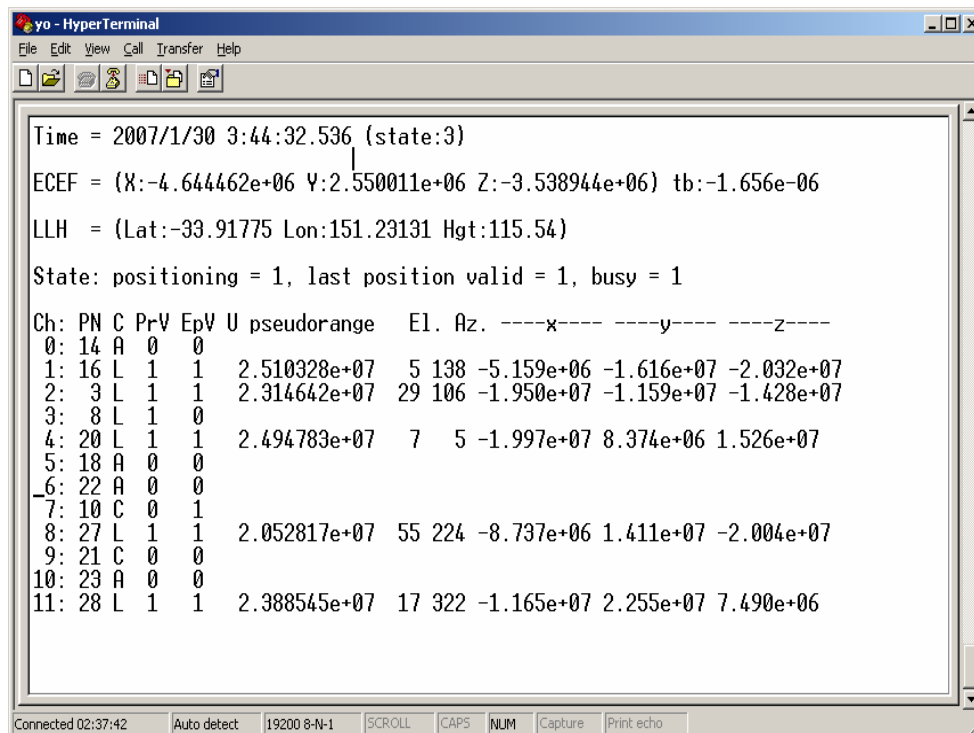 yo - HyperTerminal
File Edit View Call Transfer Help
Time = 2007/1/30 3:44:32.536 (state:3)
ECEF = (X:-4.644462e+06 Y:2.550011e+06 Z:-3.538944e+06) tb:-1.656e-06
LLH = (Lat:-33.91775 Lon:151.23131 Hgt:115.54)
State: positioning = 1, last position valid = 1, busy = 1
Ch: PN C PrV EpV U pseudorange El. Az. ----x---- ----y---- ----z----
0: 14 A 0 0
1: 16 L 1 1 2.510328e+07 5 138 -5.159e+06 -1.616e+07 -2.032e+07
2: 3 L 1 1 2.314642e+07 29 106 -1.950e+07 -1.159e+07 -1.428e+07
3: 8 L 1 0
4: 20 L 1 1 2.494783e+07 7 5 -1.997e+07 8.374e+06 1.526e+07
5: 18 A 0 0
_6: 22 A 0 0
7: 10 C 0 1
8: 27 L 1 1 2.052817e+07 55 224 -8.737e+06 1.411e+07 -2.004e+07
9: 21 C 0 0
10: 23 A 0 0
11: 28 L 1 1 2.388545e+07 17 322 -1.165e+07 2.255e+07 7.490e+06
Connected 02:37:42 Auto detect 19200 8-N-1 SCROLL CAPS NUM Capture Print echo